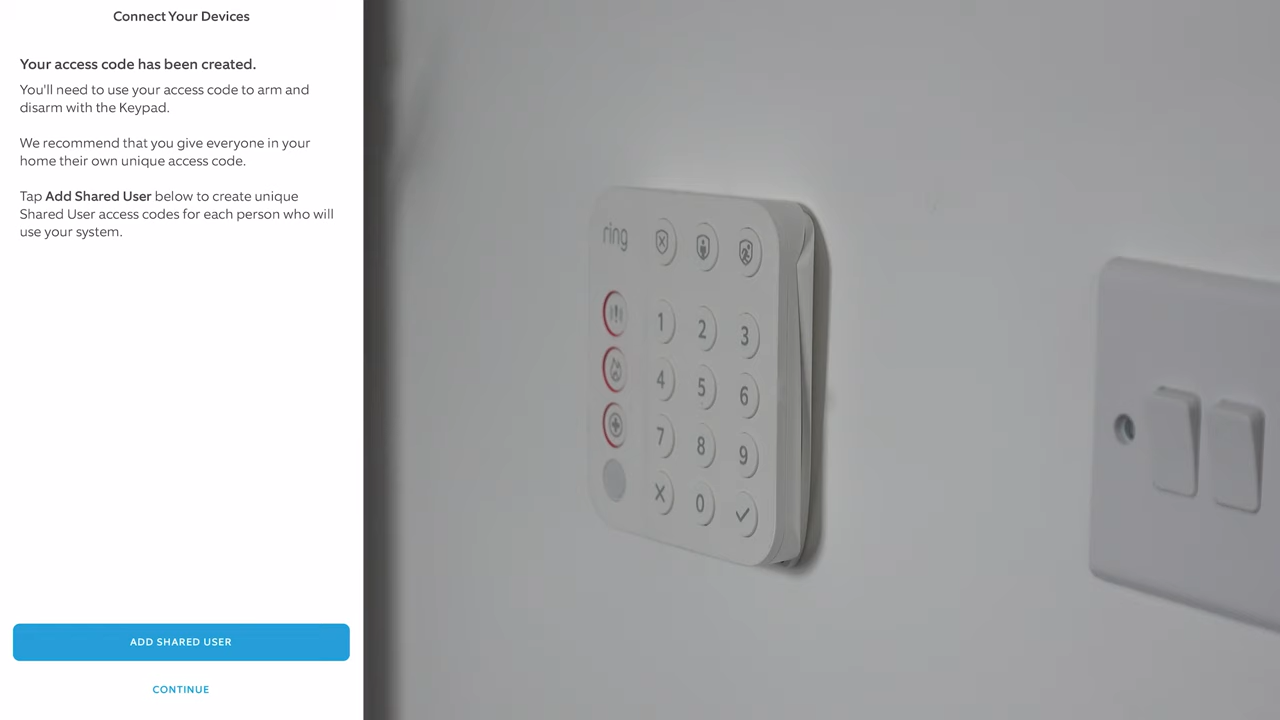 Connect Your Devices
Your access code has been created.
You'll need to use your access code to arm and
disarm with the Keypad.
We recommend that you give everyone in your
home their own unique access code.
Tap Add Shared User below to create unique
Shared User access codes for each person who will
use your system.
ADD SHARED USER
CONTINUE
ring
1 2 3
4 5 6
7 8 9
0